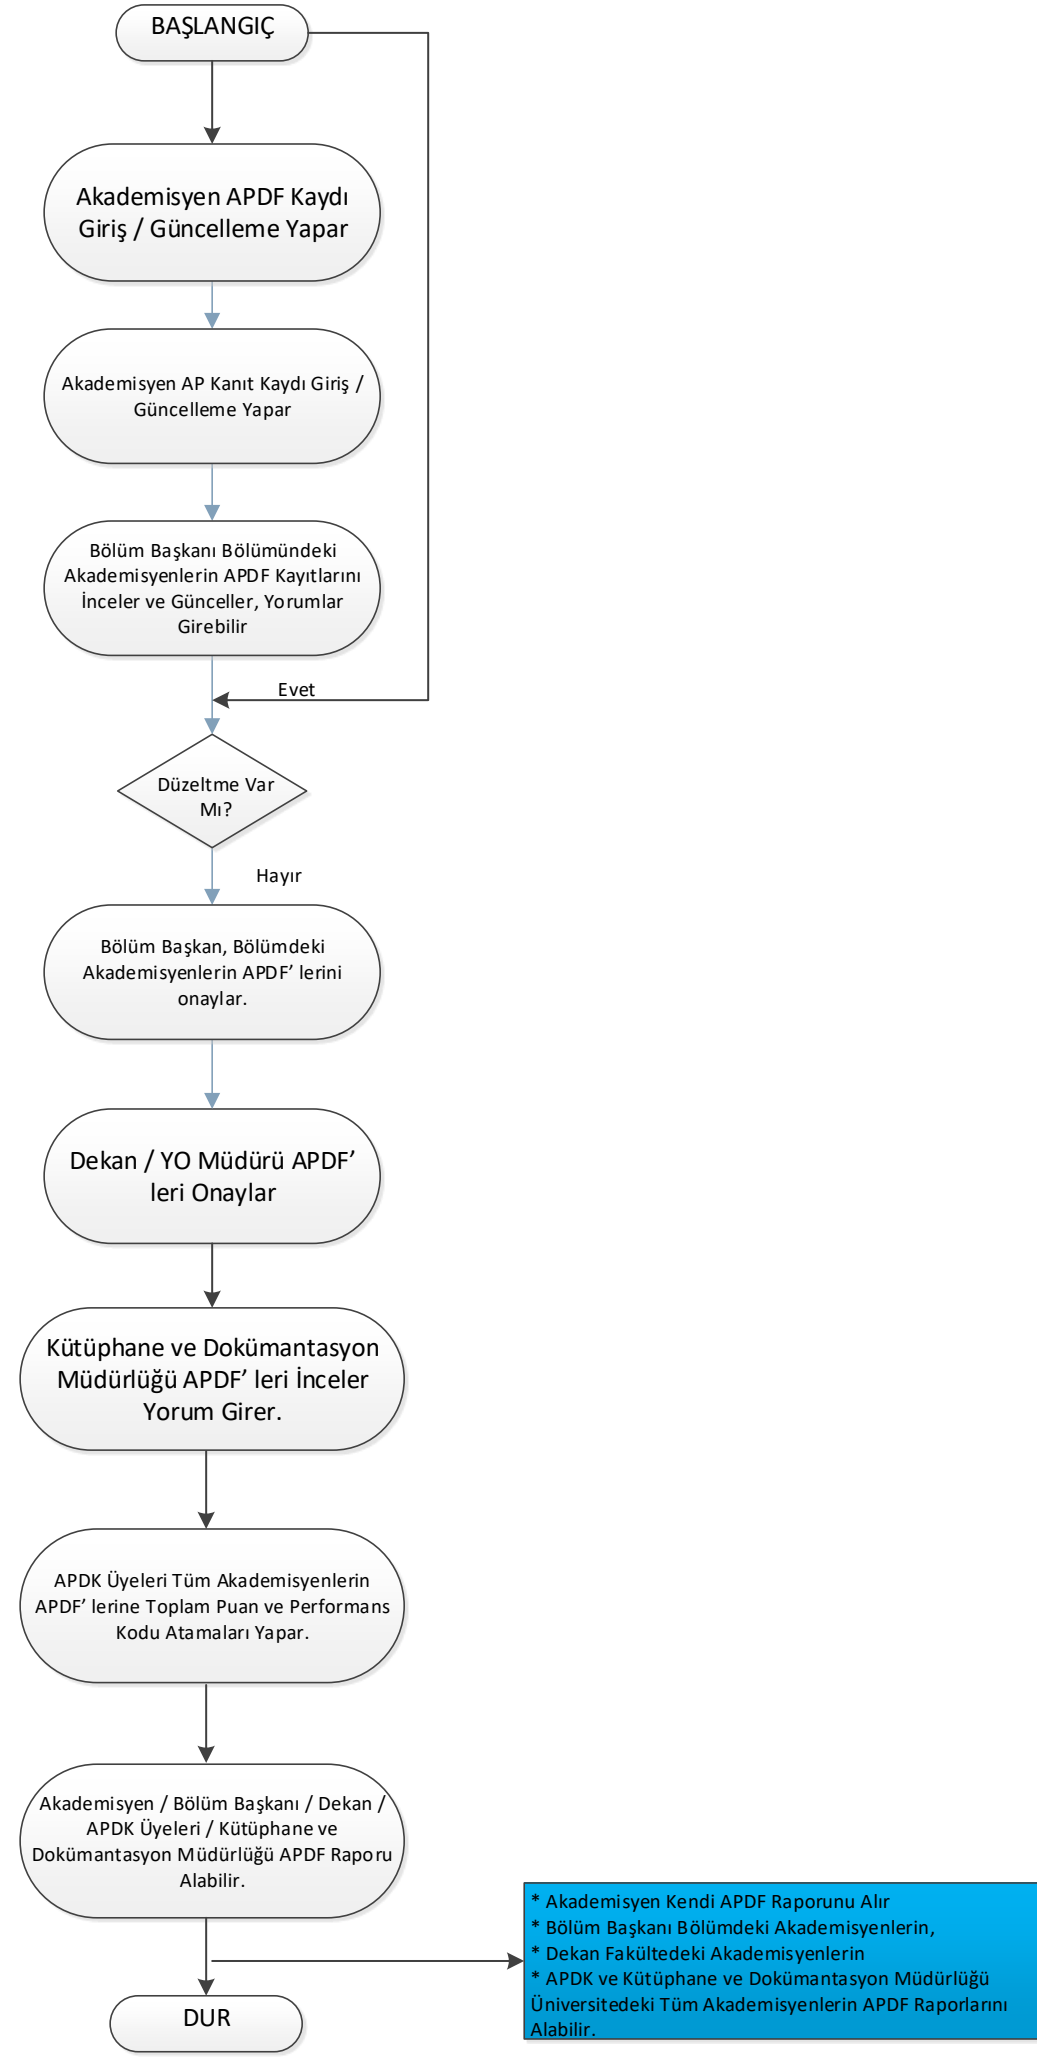 BAŞLANGIÇ
Akademisyen APDF Kaydı
Giriş / Güncelleme Yapar
Akademisyen AP Kanıt Kaydı Giriş /
Güncelleme Yapar
Bölüm Başkanı Bölümündeki
Akademisyenlerin APDF Kayıtlarını
İnceler ve Günceller, Yorumlar
Girebilir
Evet
Düzeltme Var
Mı?
Hayır
Bölüm Başkan, Bölümdeki
Akademisyenlerin APDF’ lerini
onaylar.
Dekan / YO Müdürü APDF’
leri Onaylar
Kütüphane ve Dokümantasyon
Müdürlüğü APDF’ leri İnceler
Yorum Girer.
APDK Üyeleri Tüm Akademisyenlerin
APDF’ lerine Toplam Puan ve Performans
Kodu Atamaları Yapar.
Akademisyen / Bölüm Başkanı / Dekan /
APDK Üyeleri / Kütüphane ve
Dokümantasyon Müdürlüğü APDF Raporu
Alabilir.
* Akademisyen Kendi APDF Raporunu Alır
* Bölüm Başkanı Bölümdeki Akademisyenlerin,
* Dekan Fakültedeki Akademisyenlerin
* APDK ve Kütüphane ve Dokümantasyon Müdürlüğü
Üniversitedeki Tüm Akademisyenlerin APDF Raporlarını
Alabilir.
DUR